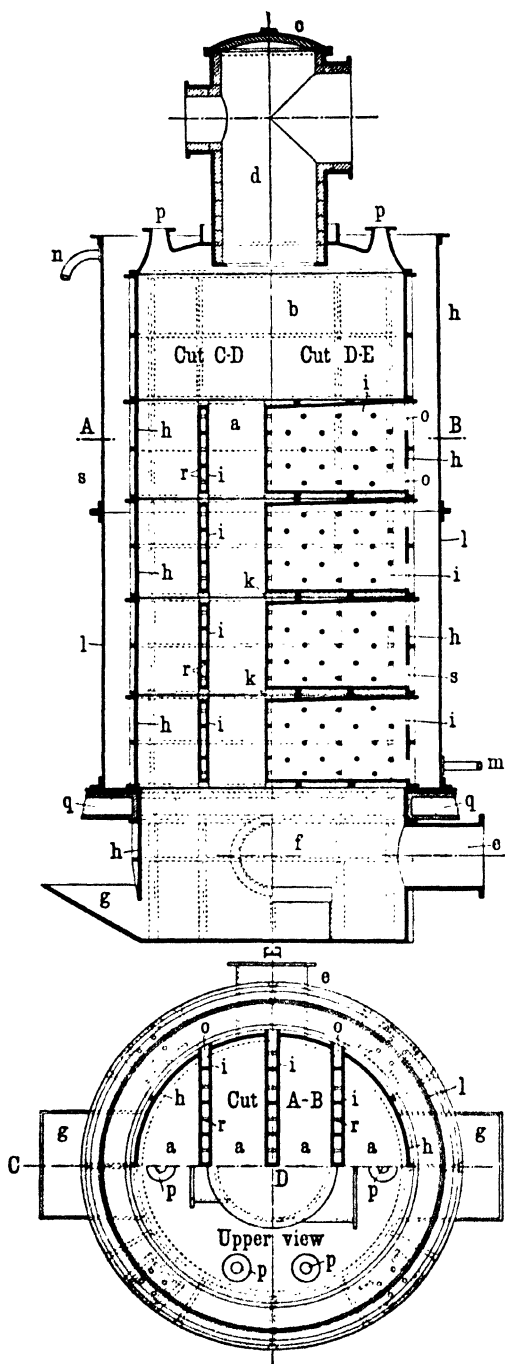 c
d
p p
n
b h
Cut C-D Cut D-E
i
A a o B
h h
s r i o
i l
h k i
i h
l r k s
h i i
m
q q
h f e
g
e
o o
i i l
h Cut A-B i
g r r g
a a a a h
C D
p p
Upper view
p p